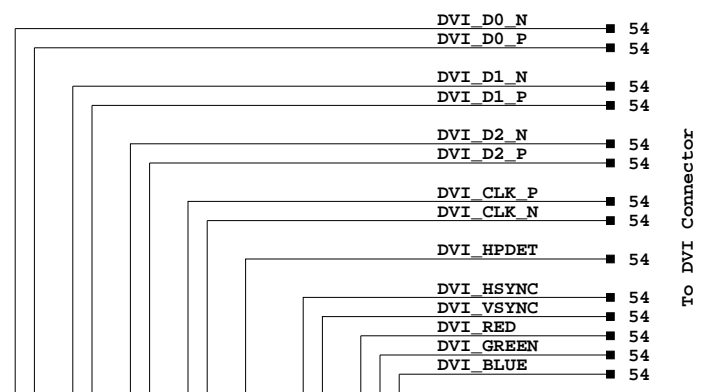 DVI_D0_N 54
DVI_D0_P 54
DVI_D1_N 54
DVI_D1_P 54
DVI_D2_N 54
DVI_D2_P 54
DVI_CLK_P 54
DVI_CLK_N 54
DVI_HPDET 54
DVI_HSYNC 54
DVI_VSYNC 54
DVI_RED 54
DVI_GREEN 54
DVI_BLUE 54
To DVI Connector